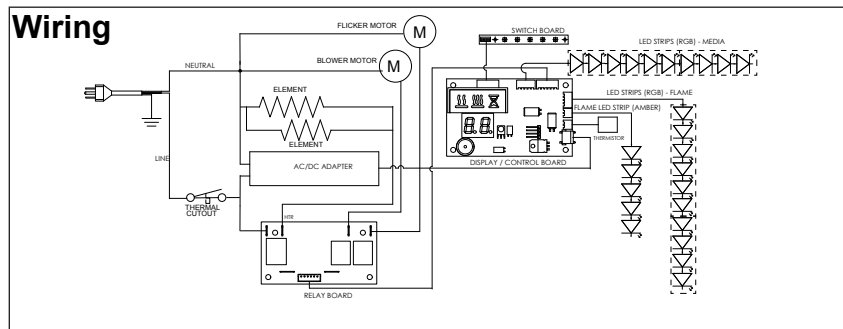 Wiring
FLICKER MOTOR
M
BLOWER MOTOR
M
NEUTRAL
SWITCH BOARD
LED STRIPS (RGB) - MEDIA
LED STRIPS (RGB) - FLAME
FLAME LED STRIP (AMBER)
THERMISTOR
ELEMENT
ELEMENT
88
DISPLAY / CONTROL BOARD
LINE
AC/DC ADAPTER
THERMAL
CUTOUT
HTR
RELAY BOARD